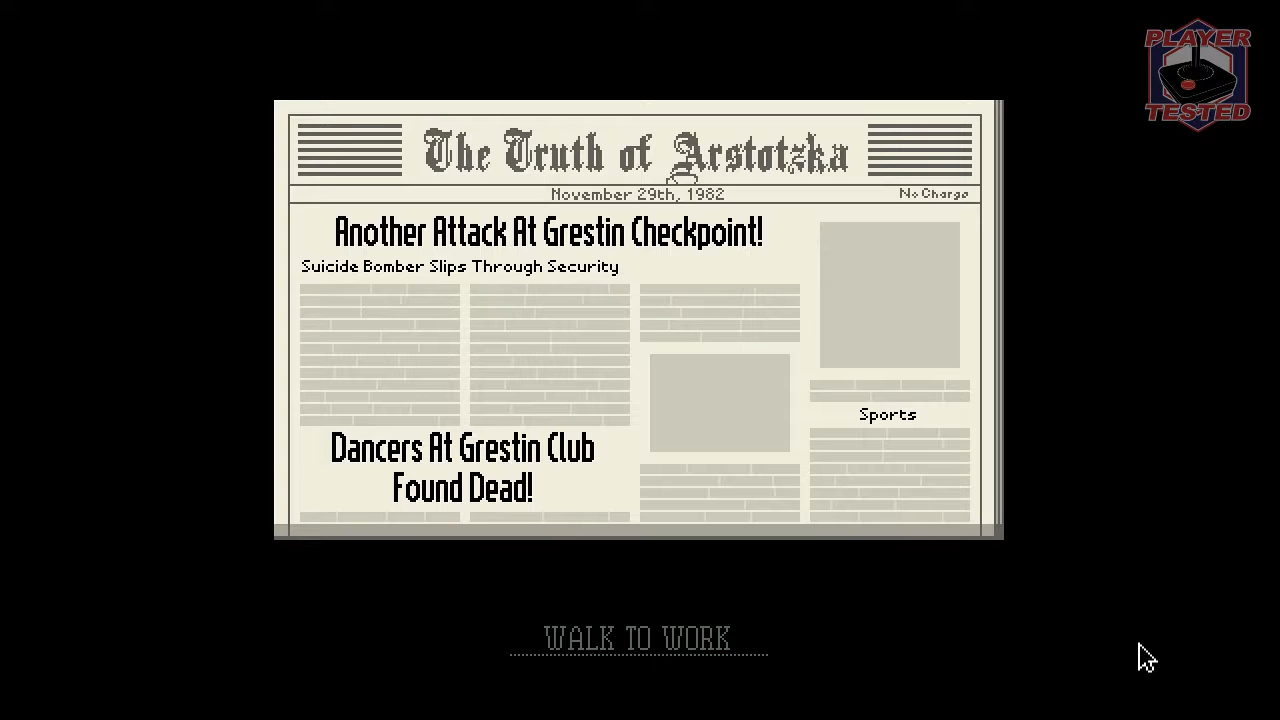 PLAYER
TESTED
The Truth of Arstotzka
November 29th, 1982
No Charge
Another Attack At Grestin Checkpoint!
Suicide Bomber Slips Through Security
Sports
Dancers At Grestin Club
Found Dead!
WALK TO WORK